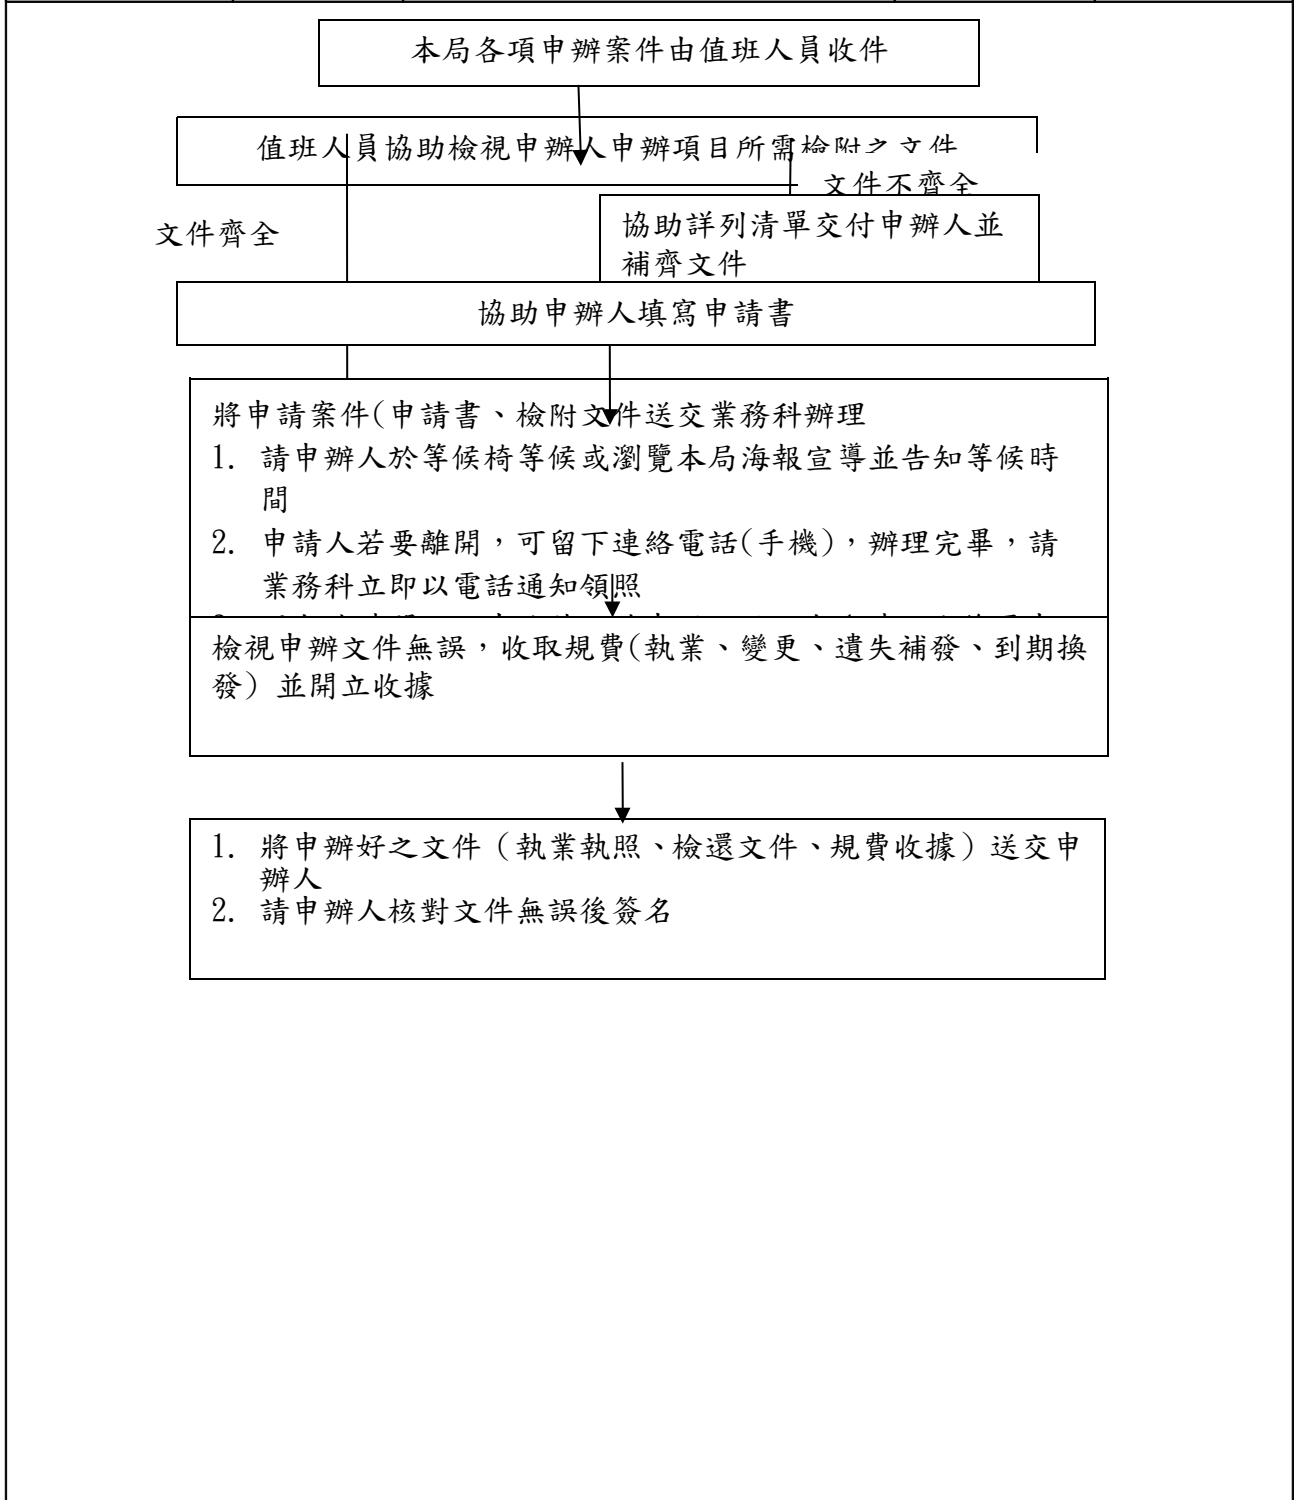 本局各項申辦案件由值班人員收件
值班人員協助檢視申辦人申辦項目所需檢附之文件
文件不齊全
文件齊全
協助詳列清單交付申辦人並
補齊文件
協助申辦人填寫申請書
將申請案件(申請書、檢附文件送交業務科辦理
1. 請申辦人於等候椅等候或瀏覽本局海報宣導並告知等候時
間
2. 申請人若要離開，可留下連絡電話(手機)，辦理完畢，請
業務科立即以電話通知領照
檢視申辦文件無誤，收取規費(執業、變更、遺失補發、到期換
發）並開立收據
1. 將申辦好之文件（執業執照、檢還文件、規費收據）送交申
辦人
2. 請申辦人核對文件無誤後簽名